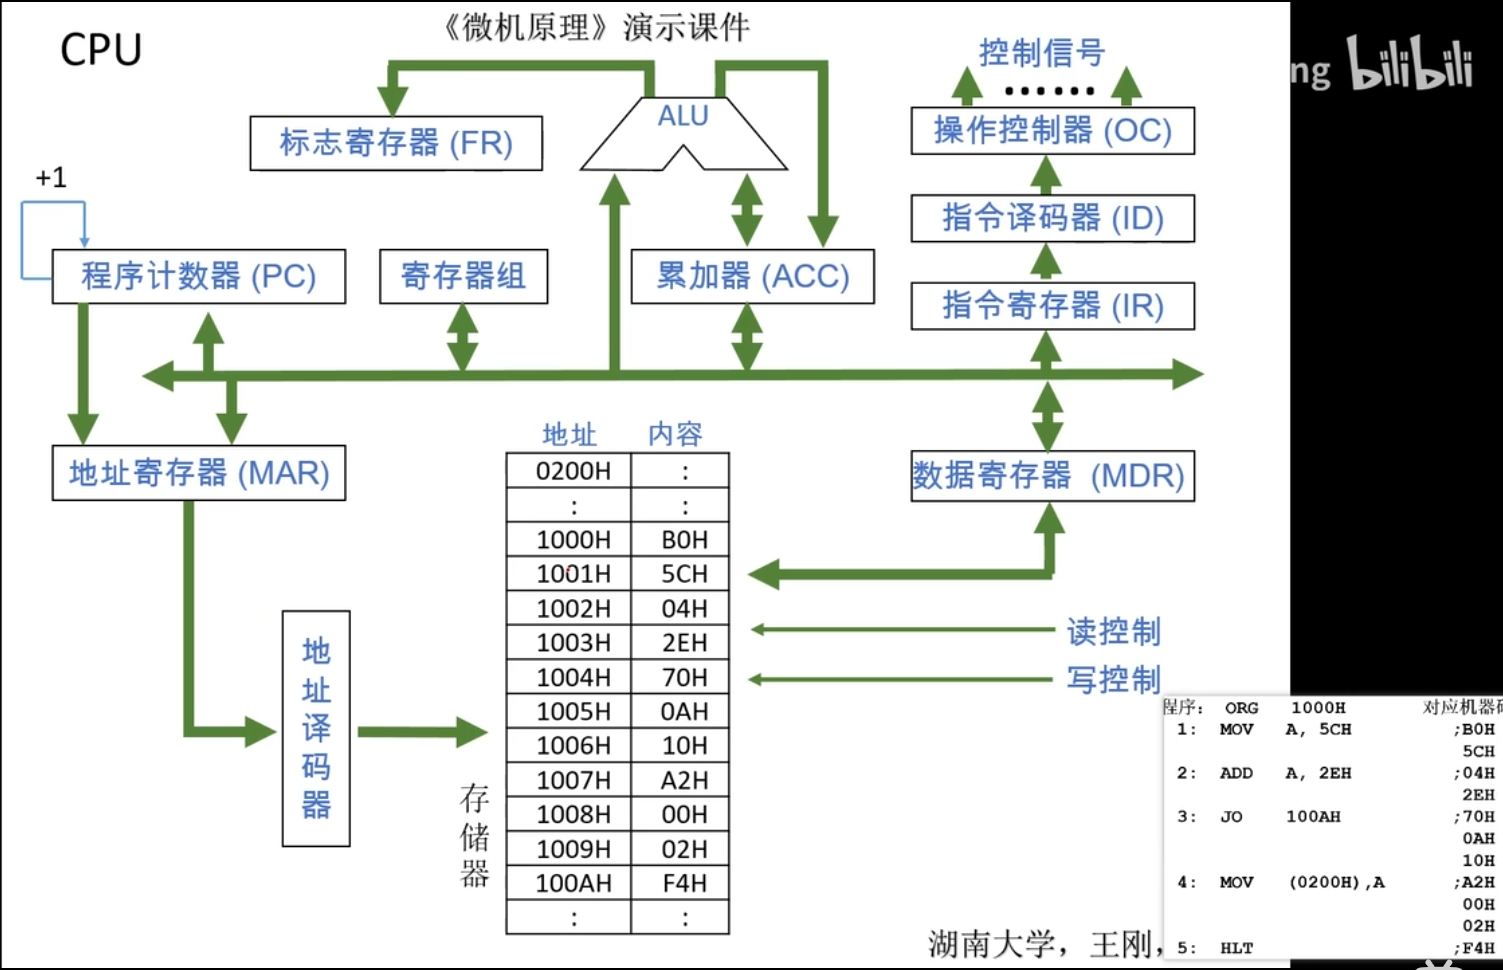 《微机原理》演示课件
CPU
ng bilibili
控制信号
......
ALU
操作控制器 (OC)
标志寄存器 (FR)
+1
指令译码器 (ID)
程序计数器 (PC)
寄存器组
累加器 (ACC)
指令寄存器 (IR)
地址 内容
地址寄存器 (MAR)
数据寄存器 (MDR)
0200H :
: :
1000H B0H
1001H 5CH
1002H 04H
1003H 2EH
1004H 70H
1005H 0AH
1006H 10H
1007H A2H
1008H 00H
1009H 02H
100AH F4H
: :
地址译码器
存储器
读控制
写控制
程序: ORG 1000H 对应机器码
1: MOV A, 5CH ;B0H
5CH
2: ADD A, 2EH ;04H
2EH
3: JO 100AH ;70H
0AH
10H
4: MOV (0200H),A ;A2H
00H
02H
5: HLT ;F4H
湖南大学，王刚，